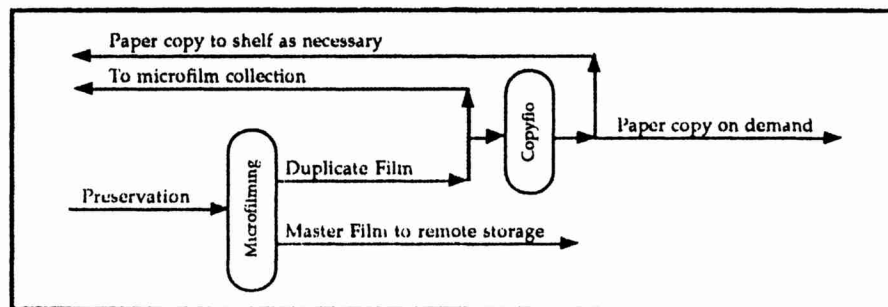 Paper copy to shelf as necessary
To microfilm collection
Copyflo
Paper copy on demand
Duplicate Film
Microfilming
Preservation
Master Film to remote storage